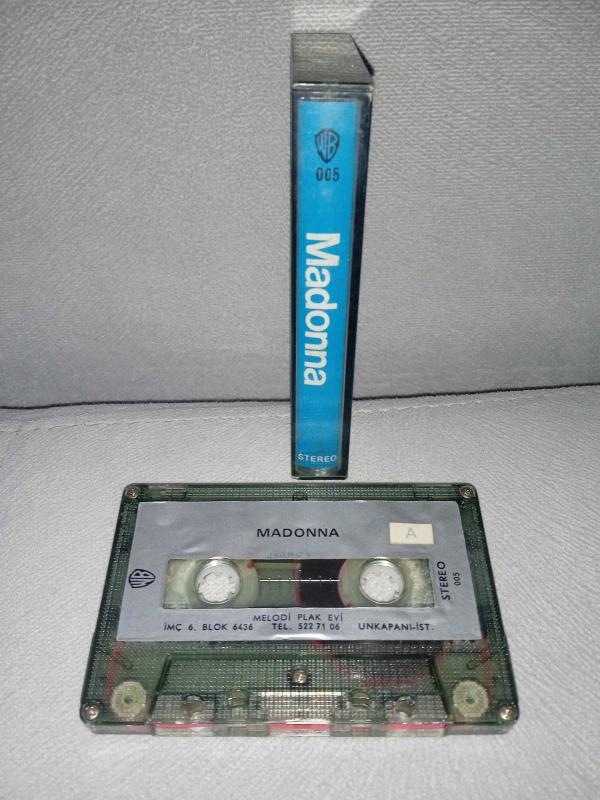 WB
005
Madonna
STEREO
MADONNA
A
WB
STEREO
005
MELODİ PLAK EVİ
İMÇ 6. BLOK 6436 TEL. 522 71 06 UNKAPANI-İST.